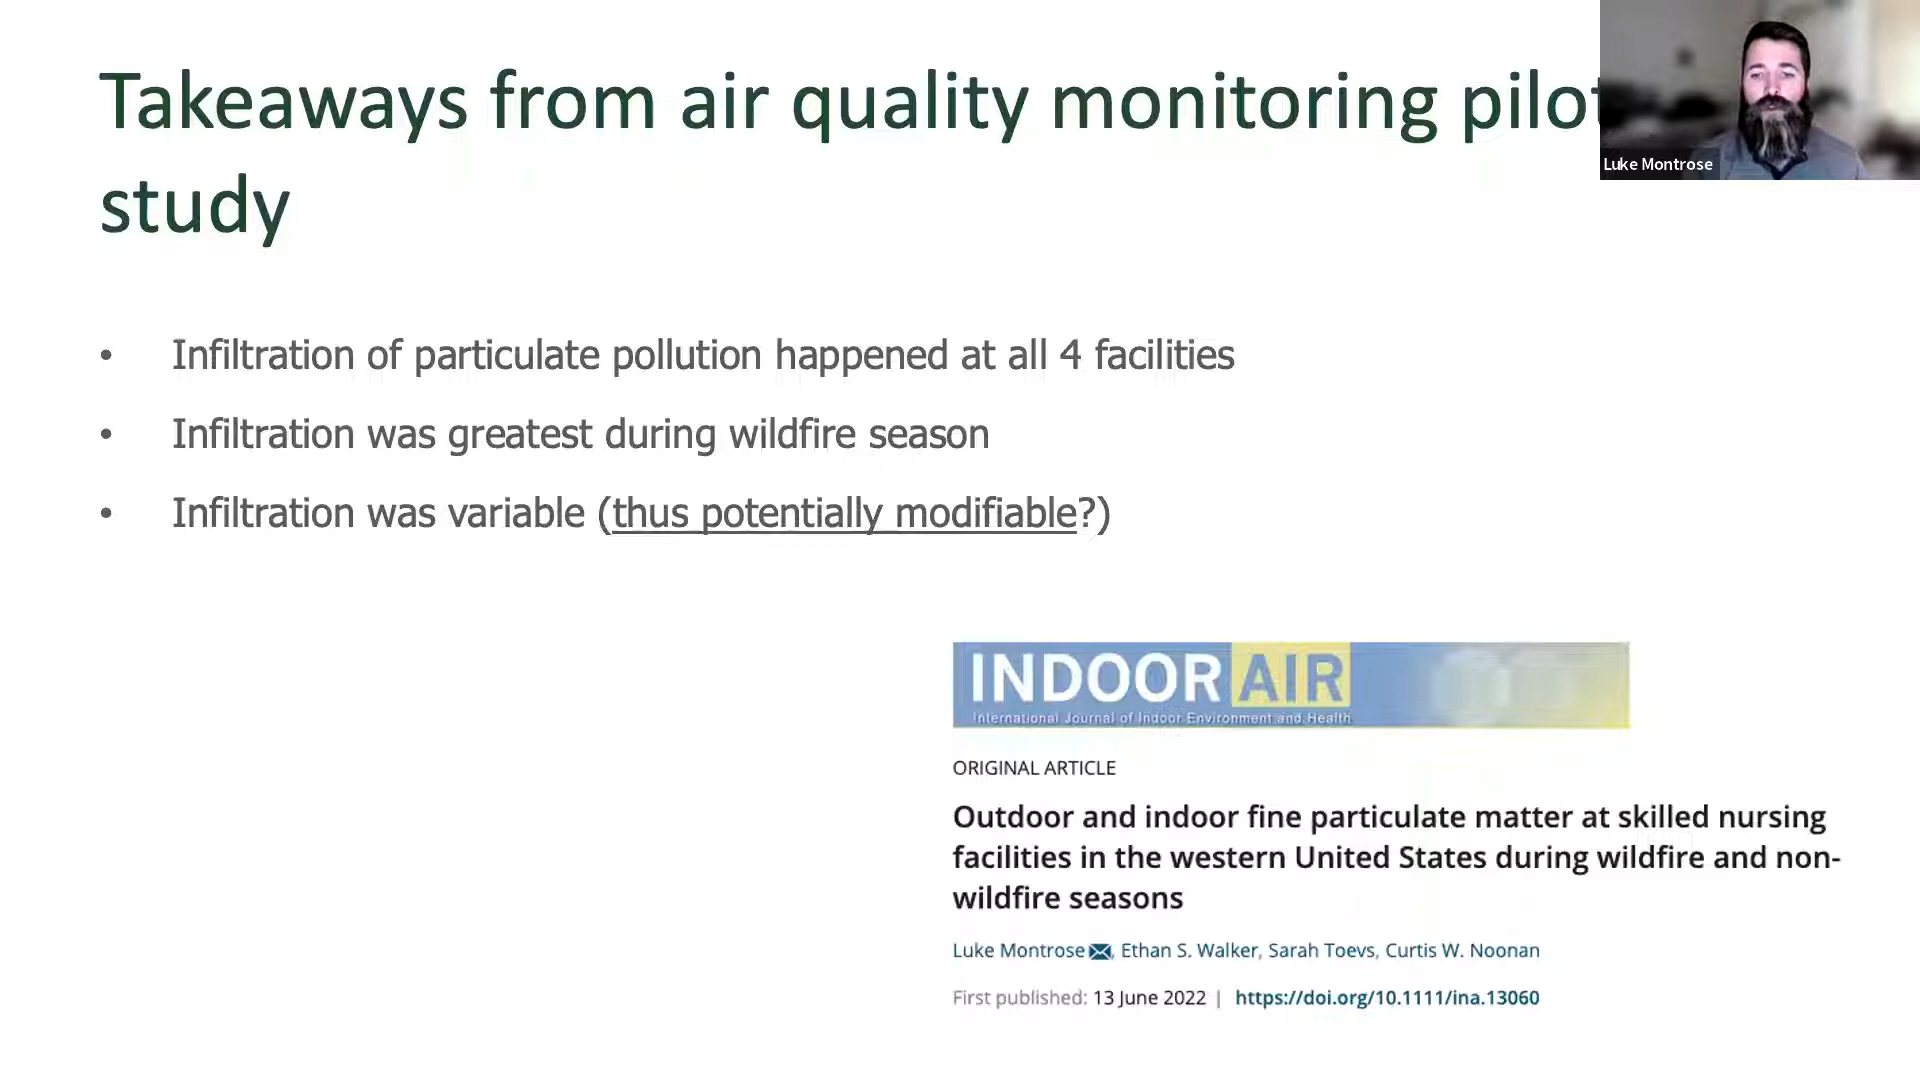 Takeaways from air quality monitoring pilot
study
Luke Montrose
• Infiltration of particulate pollution happened at all 4 facilities
• Infiltration was greatest during wildfire season
• Infiltration was variable (thus potentially modifiable?)
INDOOR AIR
International Journal of Indoor Environment and Health
ORIGINAL ARTICLE
Outdoor and indoor fine particulate matter at skilled nursing
facilities in the western United States during wildfire and non-
wildfire seasons
Luke Montrose, Ethan S. Walker, Sarah Toevs, Curtis W. Noonan
First published: 13 June 2022 | https://doi.org/10.1111/ina.13060